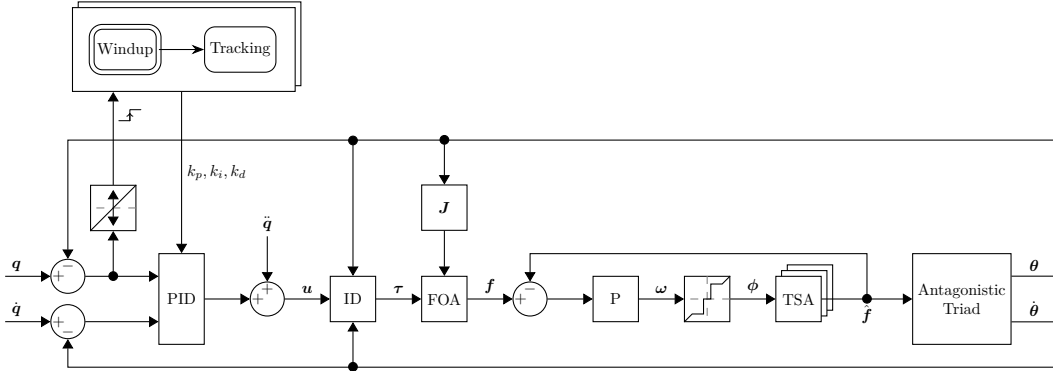 Windup
Tracking
k_p, k_i, k_d
J
q
q̈
θ
+
−
PID
+
+
u
ID
τ
FOA
f
+
−
P
ω
ϕ
TSA
f̂
Antagonistic
Triad
q̇
+
−
θ̇